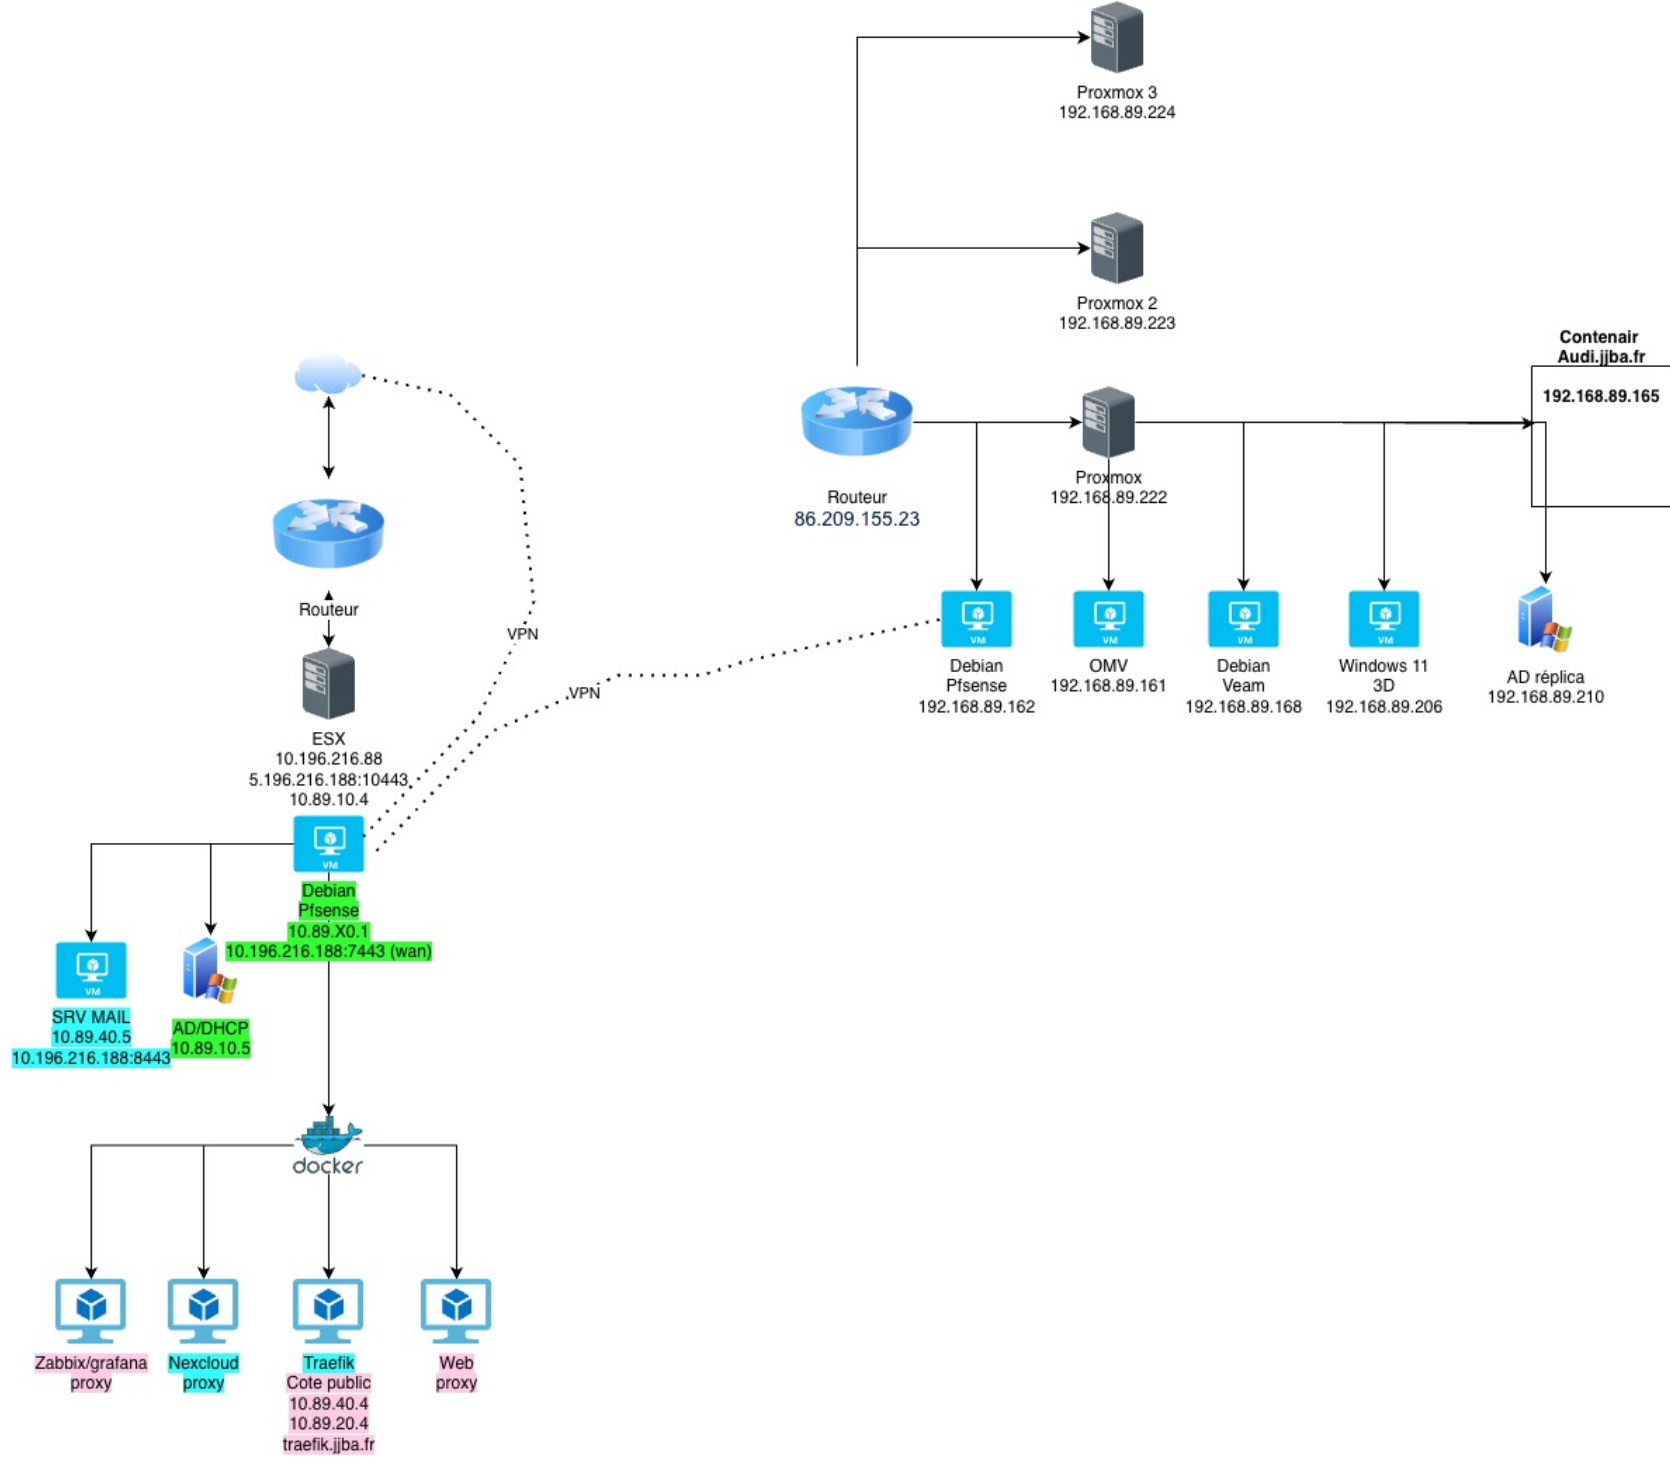 Proxmox 3
192.168.89.224
Proxmox 2
192.168.89.223
Contenair
Audi.jjba.fr
192.168.89.165
Proxmox
192.168.89.222
Routeur
86.209.155.23
Routeur
VPN
VPN
VM
Debian
Pfsense
192.168.89.162
VM
OMV
192.168.89.161
VM
Debian
Veam
192.168.89.168
VM
Windows 11
3D
192.168.89.206
AD réplica
192.168.89.210
ESX
10.196.216.88
5.196.216.188:10443
10.89.10.4
VM
Debian
Pfsense
10.89.X0.1
10.196.216.188:7443 (wan)
VM
SRV MAIL
10.89.40.5
10.196.216.188:8443
AD/DHCP
10.89.10.5
docker
Zabbix/grafana
proxy
Nexcloud
proxy
Traefik
Cote public
10.89.40.4
10.89.20.4
traefik.jjba.fr
Web
proxy